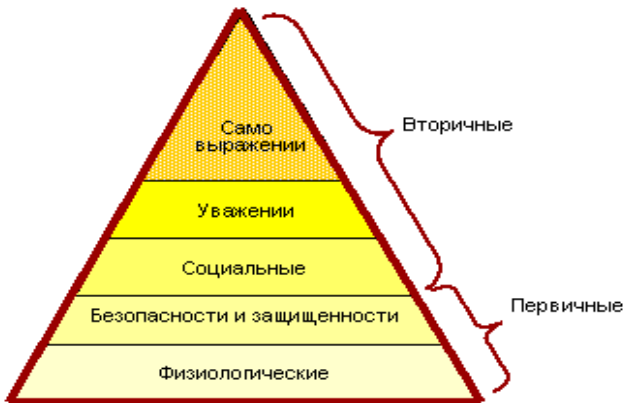 Само
выражении
Вторичные
Уважении
Социальные
Первичные
Безопасности и защищенности
Физиологические